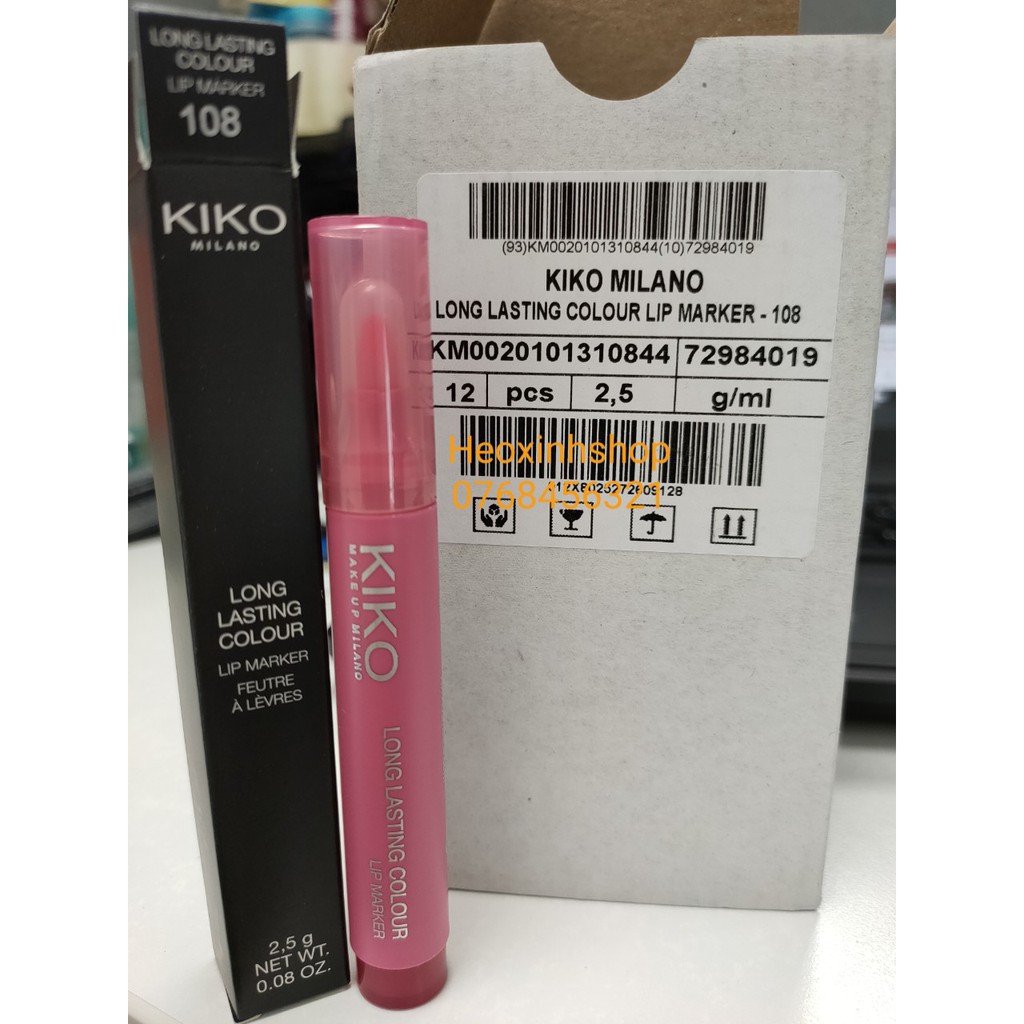 LONG LASTING
COLOUR
LIP MARKER
108
KIKO
MILANO
LONG
LASTING
COLOUR
LIP MARKER
FEUTRE
À LÈVRES
2,5 g
NET WT.
0.08 OZ.
KIKO
MAKE UP MILANO
LONG LASTING COLOUR
LIP MARKER
(93)KM0020101310844(10)72984019
KIKO MILANO
LONG LASTING COLOUR LIP MARKER - 108
KM0020101310844 72984019
12 pcs 2,5 g/ml
Heoxinhshop
0768456321